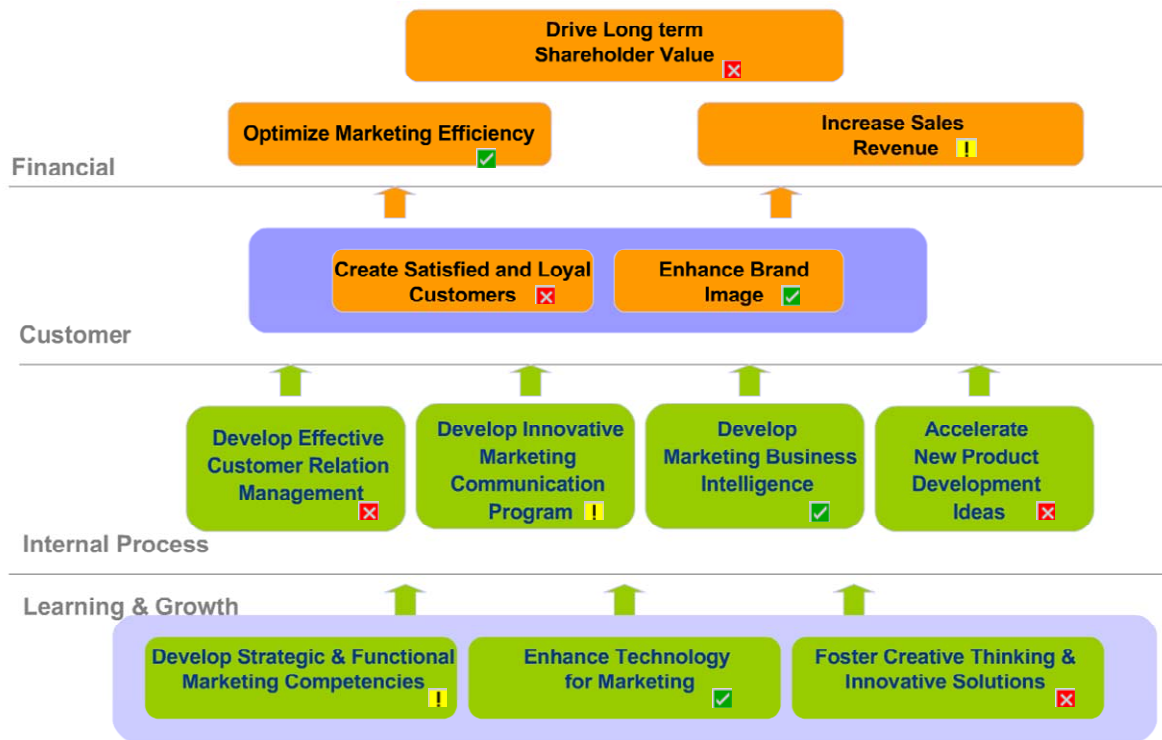 Drive Long term
Shareholder Value
Optimize Marketing Efficiency
Increase Sales
Revenue
!
Financial
Create Satisfied and Loyal
Customers
Enhance Brand
Image
Customer
Develop Effective
Customer Relation
Management
Develop Innovative
Marketing
Communication
Program
!
Develop
Marketing Business
Intelligence
Accelerate
New Product
Development
Ideas
Internal Process
Learning & Growth
Develop Strategic & Functional
Marketing Competencies
!
Enhance Technology
for Marketing
Foster Creative Thinking &
Innovative Solutions